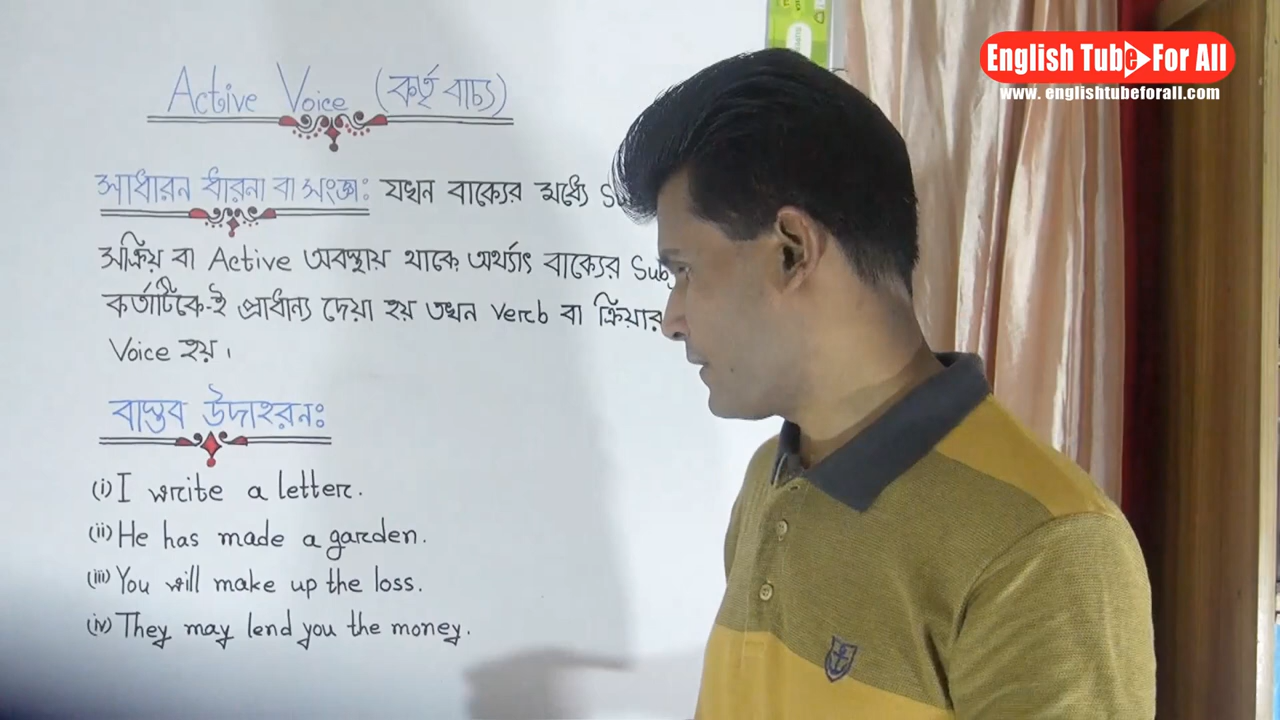 English Tube For All
www. englishtubeforall.com
Active Voice (কর্তৃ বাচ্য)
সাধারন ধারনা বা সংজ্ঞাঃ যখন বাক্যের মধ্যে
সক্রিয় বা Active অবস্থায় থাকে অর্থ্যাৎ বাক্যের
কর্তাটিকে-ই প্রাধান্য দেয়া হয় তখন Verb বা ক্রিয়ার
Voice হয়।
বাস্তব উদাহরনঃ
(i) I write a letter.
(ii) He has made a garden.
(iii) You will make up the loss.
(iv) They may lend you the money.